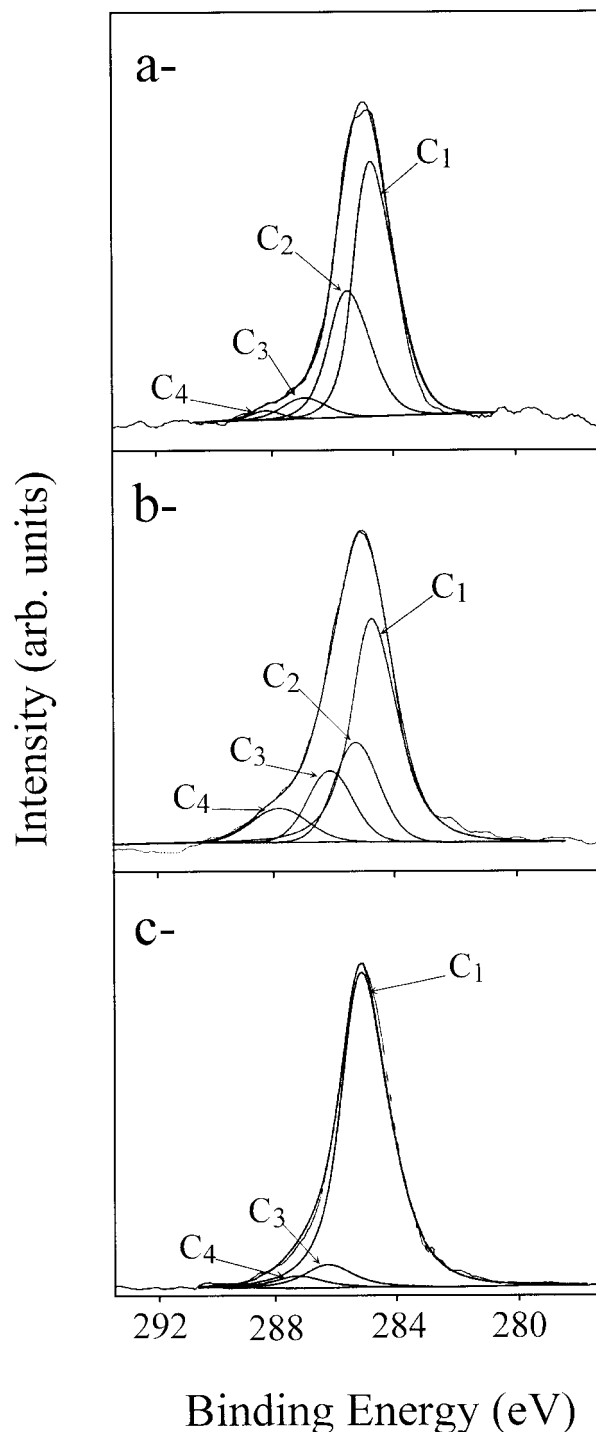 a-
C1
C2
C3
C4
b-
C1
C2
C3
C4
c-
C1
C3
C4
Intensity (arb. units)
292 288 284 280
Binding Energy (eV)